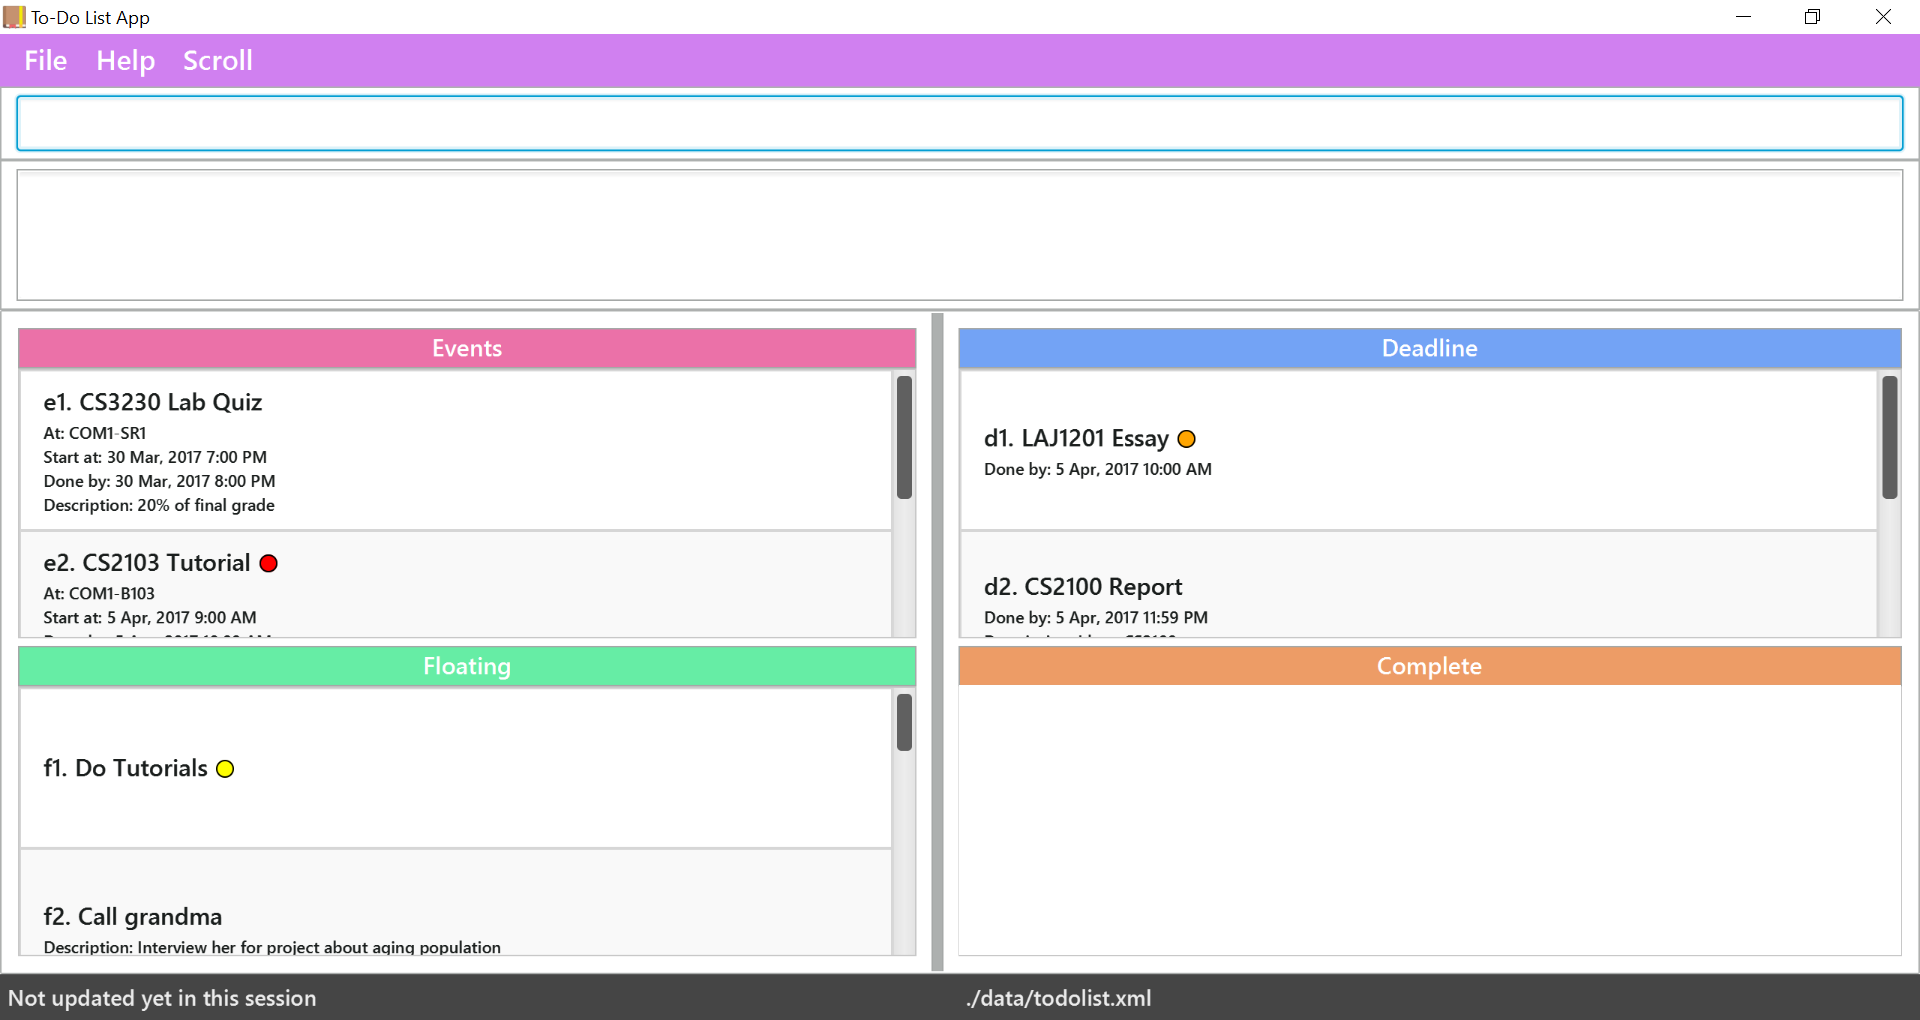 To-Do List App
File Help Scroll
Events
e1. CS3230 Lab Quiz
At: COM1-SR1
Start at: 30 Mar, 2017 7:00 PM
Done by: 30 Mar, 2017 8:00 PM
Description: 20% of final grade
e2. CS2103 Tutorial
At: COM1-B103
Start at: 5 Apr, 2017 9:00 AM
Deadline
d1. LAJ1201 Essay
Done by: 5 Apr, 2017 10:00 AM
d2. CS2100 Report
Done by: 5 Apr, 2017 11:59 PM
Floating
f1. Do Tutorials
f2. Call grandma
Description: Interview her for project about aging population
Complete
Not updated yet in this session
./data/todolist.xml